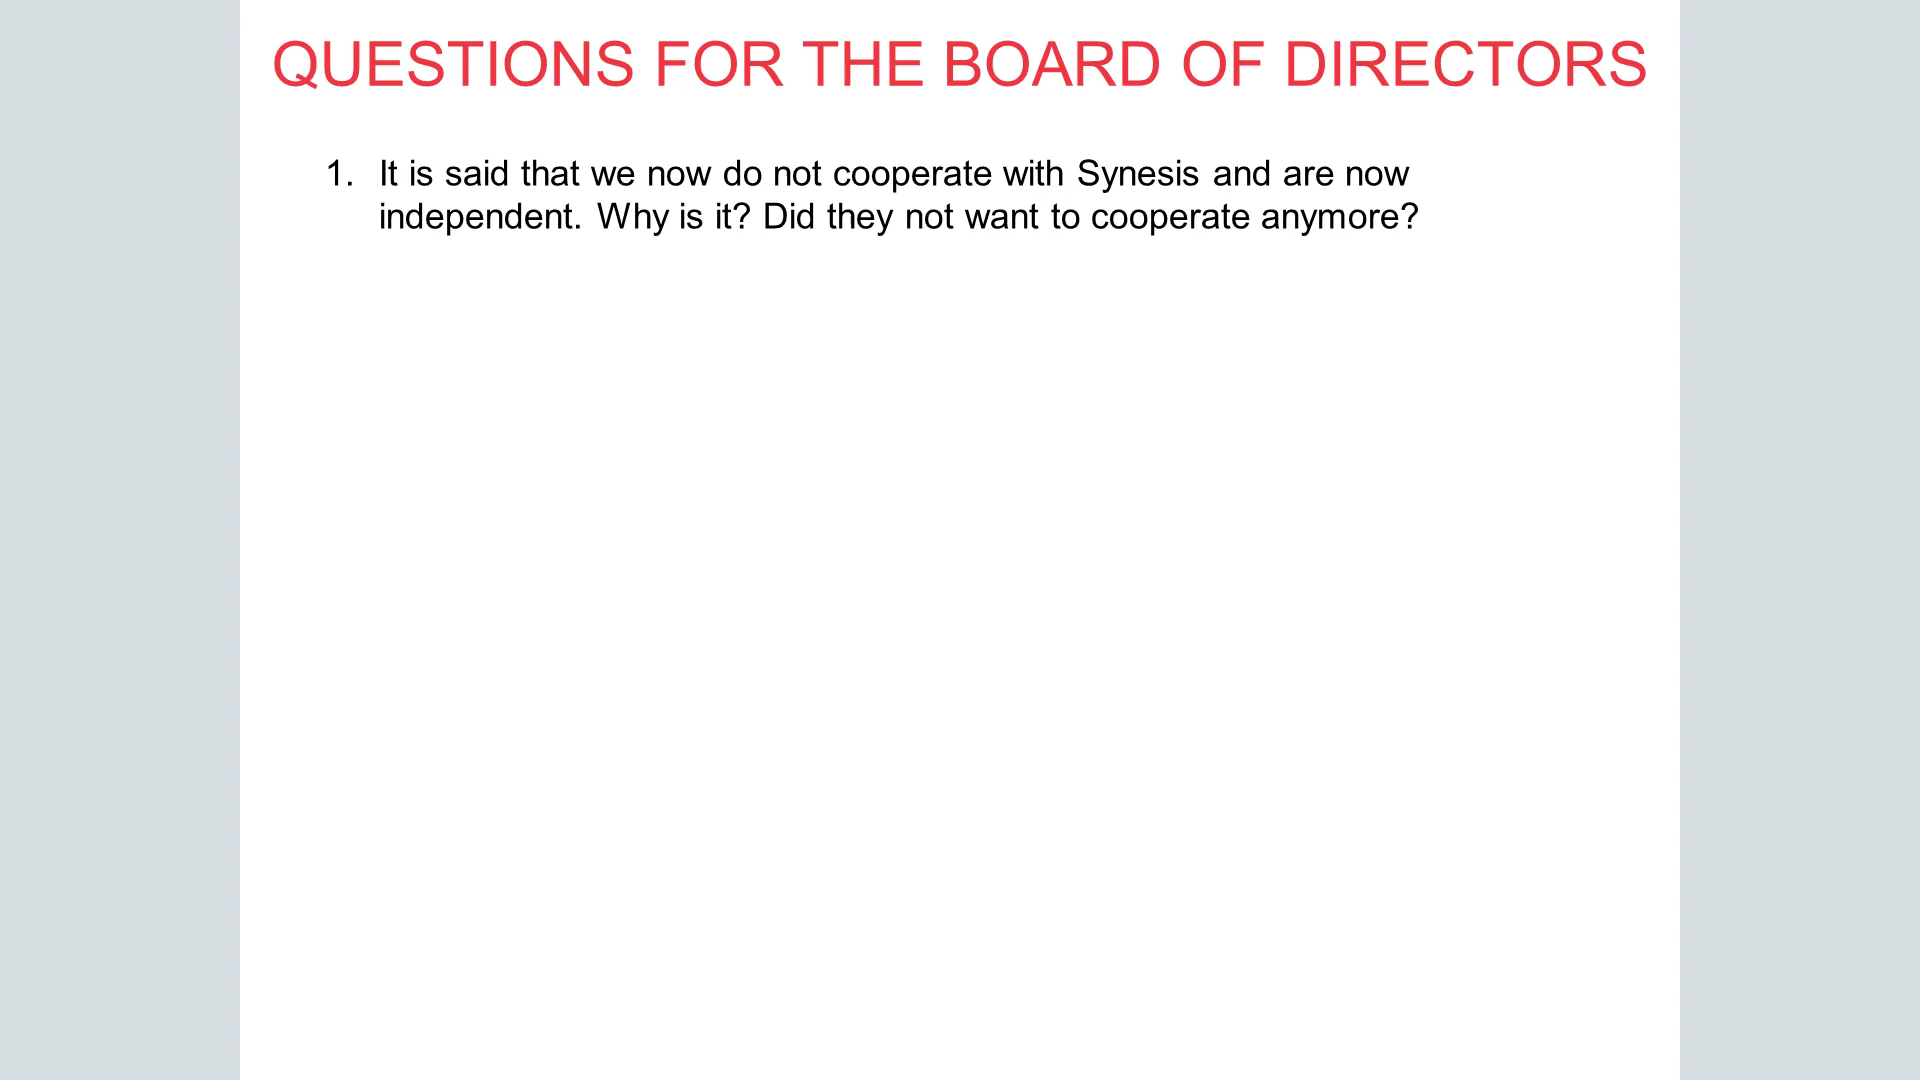 QUESTIONS FOR THE BOARD OF DIRECTORS
1. It is said that we now do not cooperate with Synesis and are now
independent. Why is it? Did they not want to cooperate anymore?